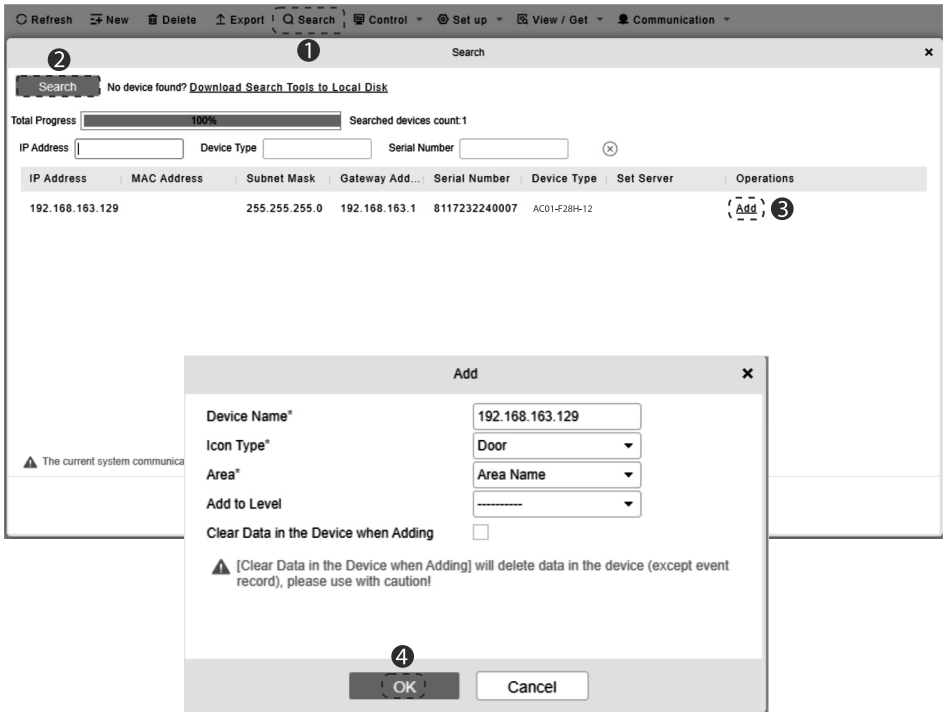 Refresh New Delete Export Search Control Set up View / Get Communication
1
Search
2
Search No device found? Download Search Tools to Local Disk
Total Progress 100% Searched devices count:1
IP Address Device Type Serial Number
IP Address MAC Address Subnet Mask Gateway Add... Serial Number Device Type Set Server Operations
192.168.163.129 255.255.255.0 192.168.163.1 8117232240007 AC01-F28H-12 Add 3
Add
Device Name* 192.168.163.129
Icon Type* Door
Area* Area Name
Add to Level ----------
Clear Data in the Device when Adding
The current system communica
[Clear Data in the Device when Adding] will delete data in the device (except event
record), please use with caution!
4
OK Cancel